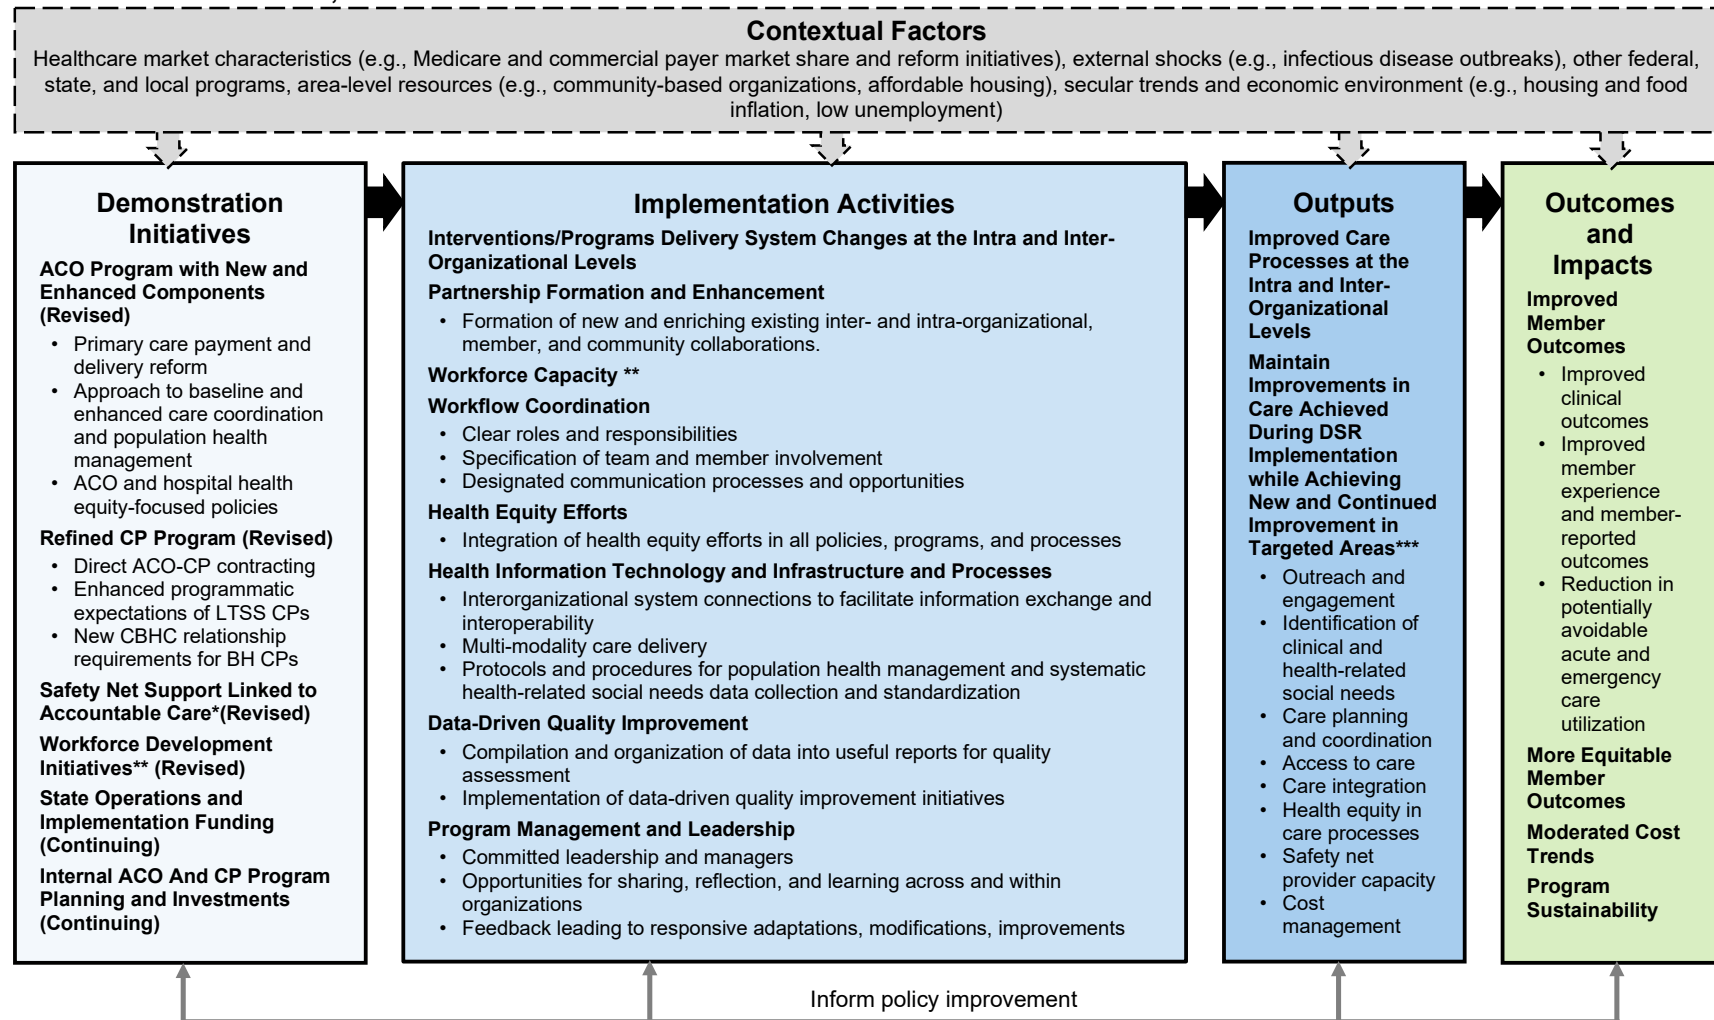 Contextual Factors
Healthcare market characteristics (e.g., Medicare and commercial payer market share and reform initiatives), external shocks (e.g., infectious disease outbreaks), other federal,
state, and local programs, area-level resources (e.g., community-based organizations, affordable housing), secular trends and economic environment (e.g., housing and food
inflation, low unemployment)
Demonstration
Initiatives
ACO Program with New and
Enhanced Components
(Revised)
• Primary care payment and
delivery reform
• Approach to baseline and
enhanced care coordination
and population health
management
• ACO and hospital health
equity-focused policies
Refined CP Program (Revised)
• Direct ACO-CP contracting
• Enhanced programmatic
expectations of LTSS CPs
• New CBHC relationship
requirements for BH CPs
Safety Net Support Linked to
Accountable Care*(Revised)
Workforce Development
Initiatives** (Revised)
State Operations and
Implementation Funding
(Continuing)
Internal ACO And CP Program
Planning and Investments
(Continuing)
Implementation Activities
Interventions/Programs Delivery System Changes at the Intra and Inter-
Organizational Levels
Partnership Formation and Enhancement
• Formation of new and enriching existing inter- and intra-organizational,
member, and community collaborations.
Workforce Capacity **
Workflow Coordination
• Clear roles and responsibilities
• Specification of team and member involvement
• Designated communication processes and opportunities
Health Equity Efforts
• Integration of health equity efforts in all policies, programs, and processes
Health Information Technology and Infrastructure and Processes
• Interorganizational system connections to facilitate information exchange and
interoperability
• Multi-modality care delivery
• Protocols and procedures for population health management and systematic
health-related social needs data collection and standardization
Data-Driven Quality Improvement
• Compilation and organization of data into useful reports for quality
assessment
• Implementation of data-driven quality improvement initiatives
Program Management and Leadership
• Committed leadership and managers
• Opportunities for sharing, reflection, and learning across and within
organizations
• Feedback leading to responsive adaptations, modifications, improvements
Outputs
Improved Care
Processes at the
Intra and Inter-
Organizational
Levels
Maintain
Improvements in
Care Achieved
During DSR
Implementation
while Achieving
New and Continued
Improvement in
Targeted Areas***
• Outreach and
engagement
• Identification of
clinical and
health-related
social needs
• Care planning
and coordination
• Access to care
• Care integration
• Health equity in
care processes
• Safety net
provider capacity
• Cost
management
Outcomes
and
Impacts
Improved
Member
Outcomes
• Improved
clinical
outcomes
• Improved
member
experience
and member-
reported
outcomes
• Reduction in
potentially
avoidable
acute and
emergency
care
utilization
More Equitable
Member
Outcomes
Moderated Cost
Trends
Program
Sustainability
Inform policy improvement